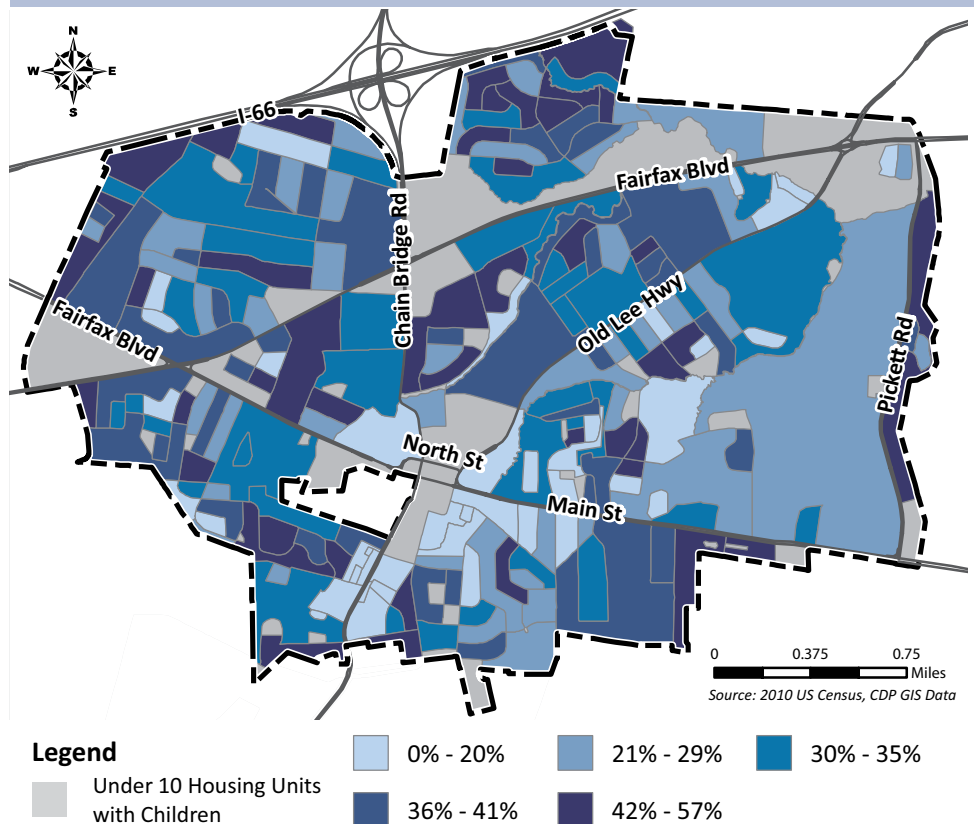 N
W E
S
I-66
Fairfax Blvd
Chain Bridge Rd
Old Lee Hwy
Fairfax Blvd
Pickett Rd
North St
Main St
0 0.375 0.75
Miles
Source: 2010 US Census, CDP GIS Data
Legend
0% - 20% 21% - 29% 30% - 35%
Under 10 Housing Units
with Children
36% - 41% 42% - 57%